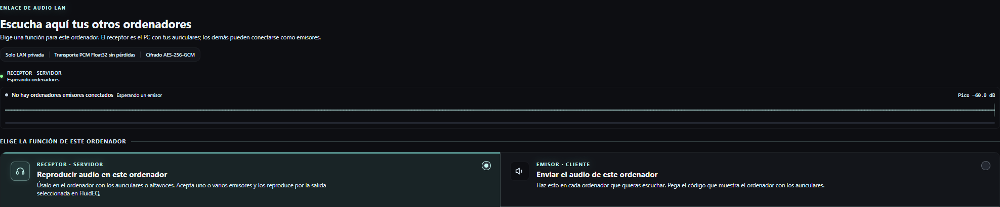 ENLACE DE AUDIO LAN
Escucha aquí tus otros ordenadores
Elige una función para este ordenador. El receptor es el PC con tus auriculares; los demás pueden conectarse como emisores.
Solo LAN privada
Transporte PCM Float32 sin pérdidas
Cifrado AES-256-GCM
RECEPTOR · SERVIDOR
Esperando ordenadores
No hay ordenadores emisores conectados Esperando un emisor
Pico −60.0 dB
ELIGE LA FUNCIÓN DE ESTE ORDENADOR
RECEPTOR · SERVIDOR
Reproducir audio en este ordenador
Úsalo en el ordenador con los auriculares o altavoces. Acepta uno o varios emisores y los reproduce por la salida
seleccionada en FluidEQ.
EMISOR · CLIENTE
Enviar el audio de este ordenador
Haz esto en cada ordenador que quieras escuchar. Pega el código que muestra el ordenador con los auriculares.